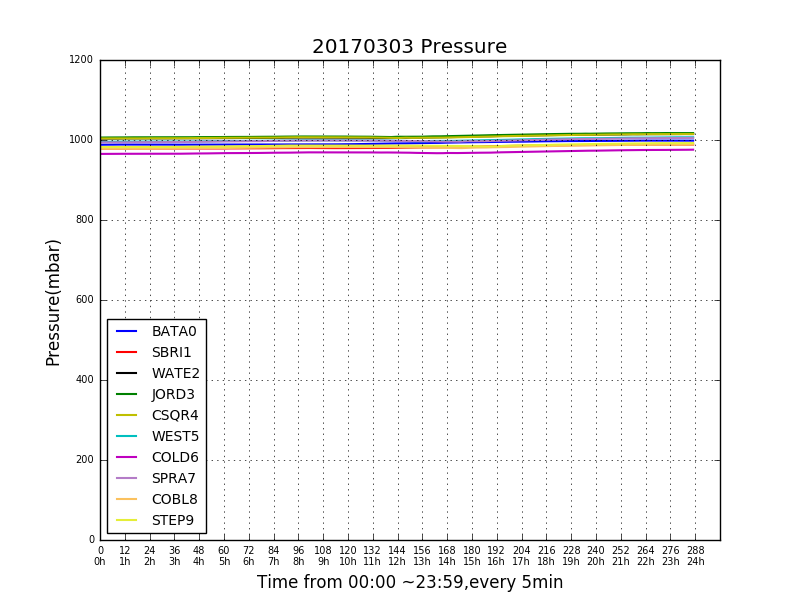 20170303 Pressure
1200
1000
800
600
400
200
0
Pressure(mbar)
BATA0
SBRI1
WATE2
JORD3
CSQR4
WEST5
COLD6
SPRA7
COBL8
STEP9
0 12 24 36 48 60 72 84 96 108 120 132 144 156 168 180 192 204 216 228 240 252 264 276 288
0h 1h 2h 3h 4h 5h 6h 7h 8h 9h 10h 11h 12h 13h 14h 15h 16h 17h 18h 19h 20h 21h 22h 23h 24h
Time from 00:00 ~23:59,every 5min